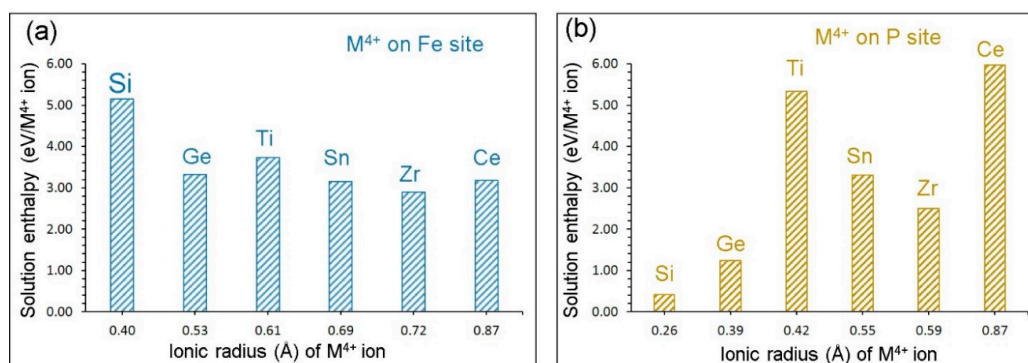 (a)
M⁴⁺ on Fe site
Solution enthalpy (eV/M⁴⁺ ion)
6.00
5.00
4.00
3.00
2.00
1.00
0.00
Si
Ge
Ti
Sn
Zr
Ce
0.40 0.53 0.61 0.69 0.72 0.87
Ionic radius (Å) of M⁴⁺ ion
(b)
M⁴⁺ on P site
Solution enthalpy (eV/M⁴⁺ ion)
6.00
5.00
4.00
3.00
2.00
1.00
0.00
Si
Ge
Ti
Sn
Zr
Ce
0.26 0.39 0.42 0.55 0.59 0.87
Ionic radius (Å) of M⁴⁺ ion